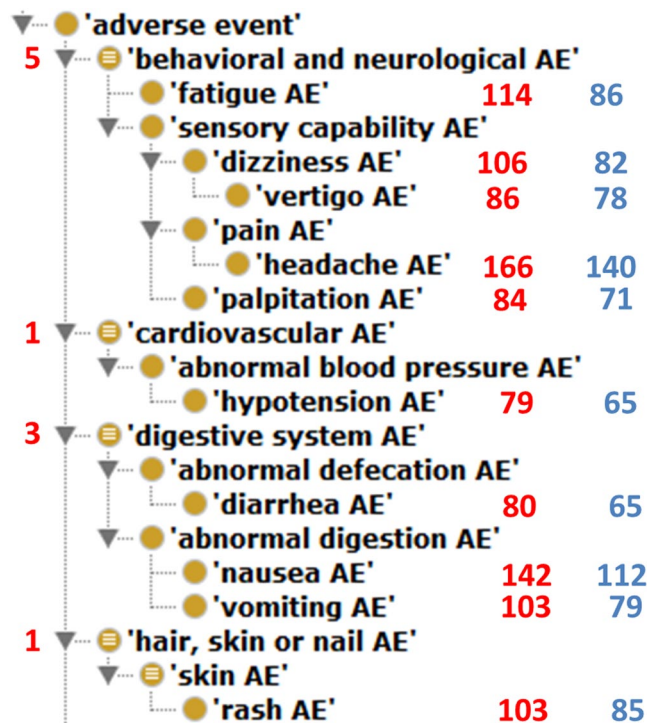 'adverse event'
5 'behavioral and neurological AE'
'fatigue AE' 114 86
'sensory capability AE'
'dizziness AE' 106 82
'vertigo AE' 86 78
'pain AE'
'headache AE' 166 140
'palpitation AE' 84 71
1 'cardiovascular AE'
'abnormal blood pressure AE'
'hypotension AE' 79 65
3 'digestive system AE'
'abnormal defecation AE'
'diarrhea AE' 80 65
'abnormal digestion AE'
'nausea AE' 142 112
'vomiting AE' 103 79
1 'hair, skin or nail AE'
'skin AE'
'rash AE' 103 85